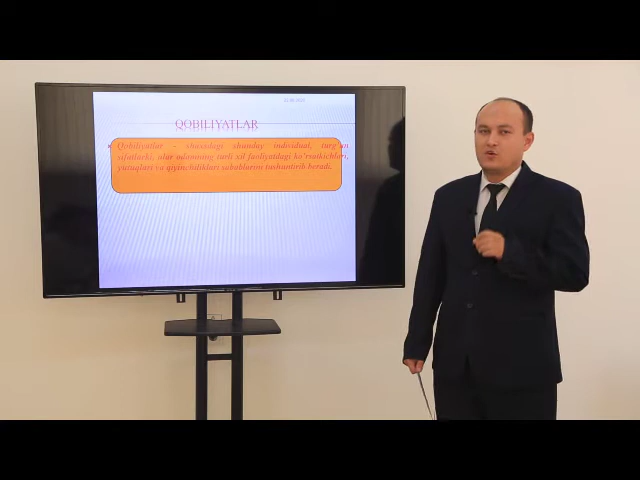 QOBILIYATLAR
Qobiliyatlar - shaxsdagi shunday individual, turg'un
sifatlarki, ular odamning turli xil faoliyatdagi ko'rsatkichlari,
yutuqlari va qiyinchiliklari sabablarini tushuntirib beradi.